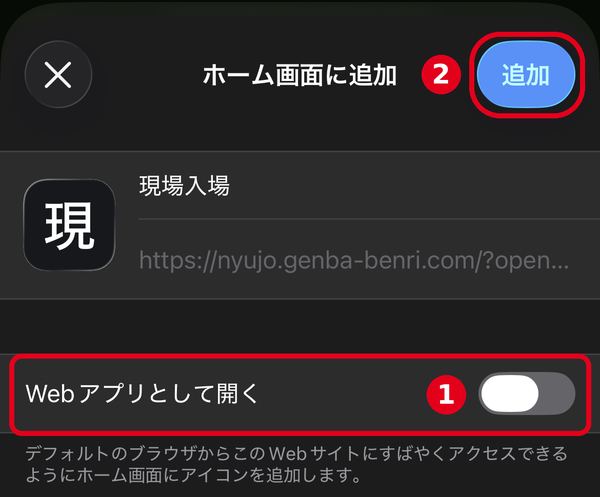 ホーム画面に追加
2
追加
現
現場入場
https://nyujo.genba-benri.com/?open...
Webアプリとして開く
1
デフォルトのブラウザからこのWebサイトにすばやくアクセスできる
ようにホーム画面にアイコンを追加します。